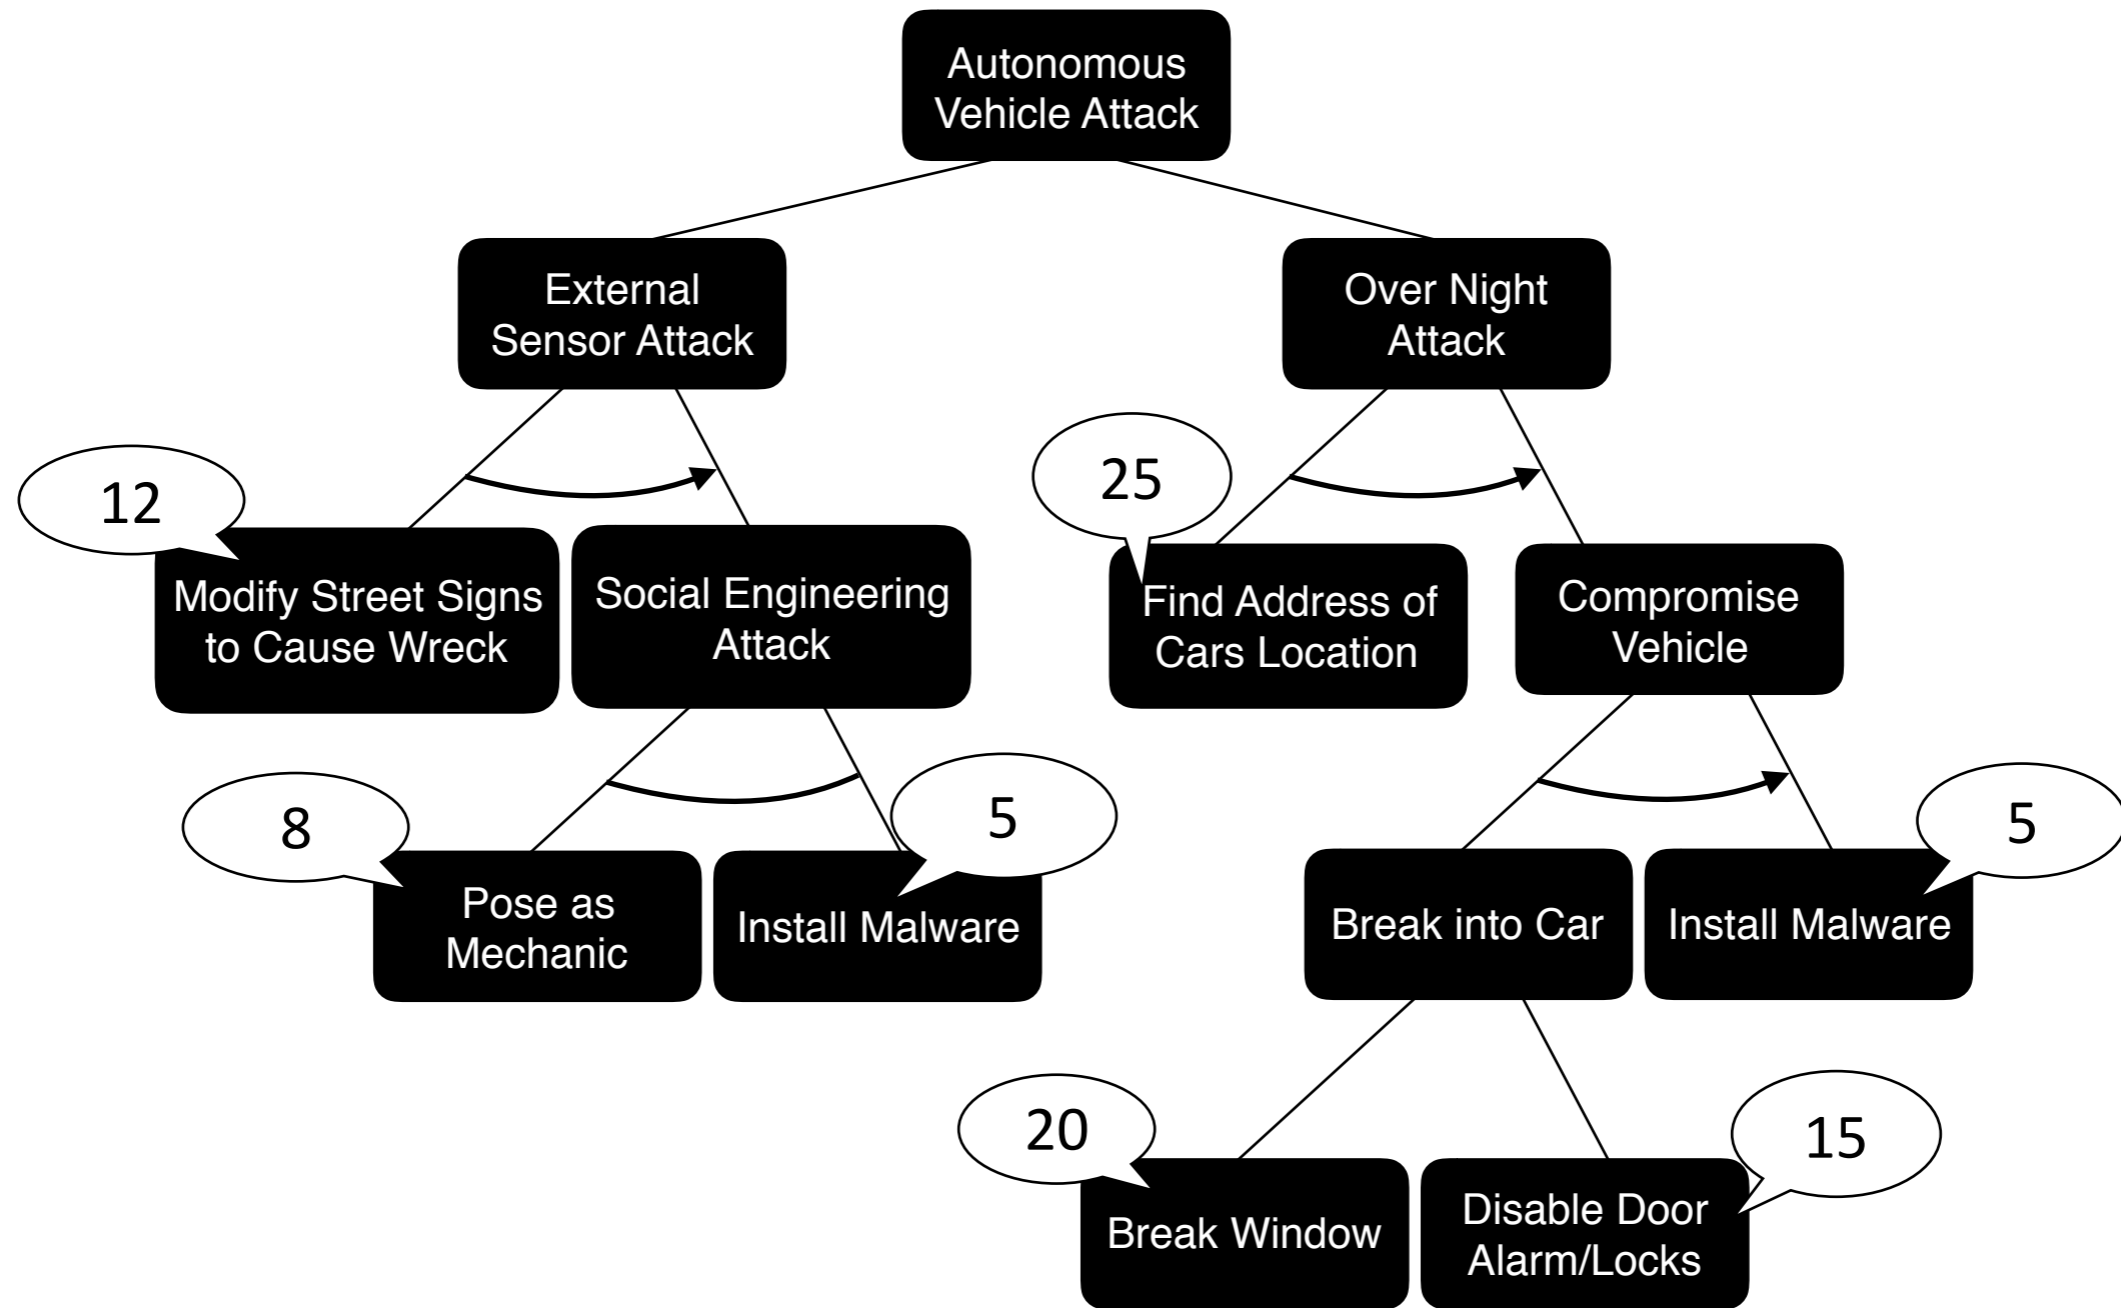 Autonomous
Vehicle Attack
External
Sensor Attack
Over Night
Attack
12
25
Modify Street Signs
to Cause Wreck
Social Engineering
Attack
Find Address of
Cars Location
Compromise
Vehicle
8
5
5
Pose as
Mechanic
Install Malware
Break into Car
Install Malware
20
15
Break Window
Disable Door
Alarm/Locks